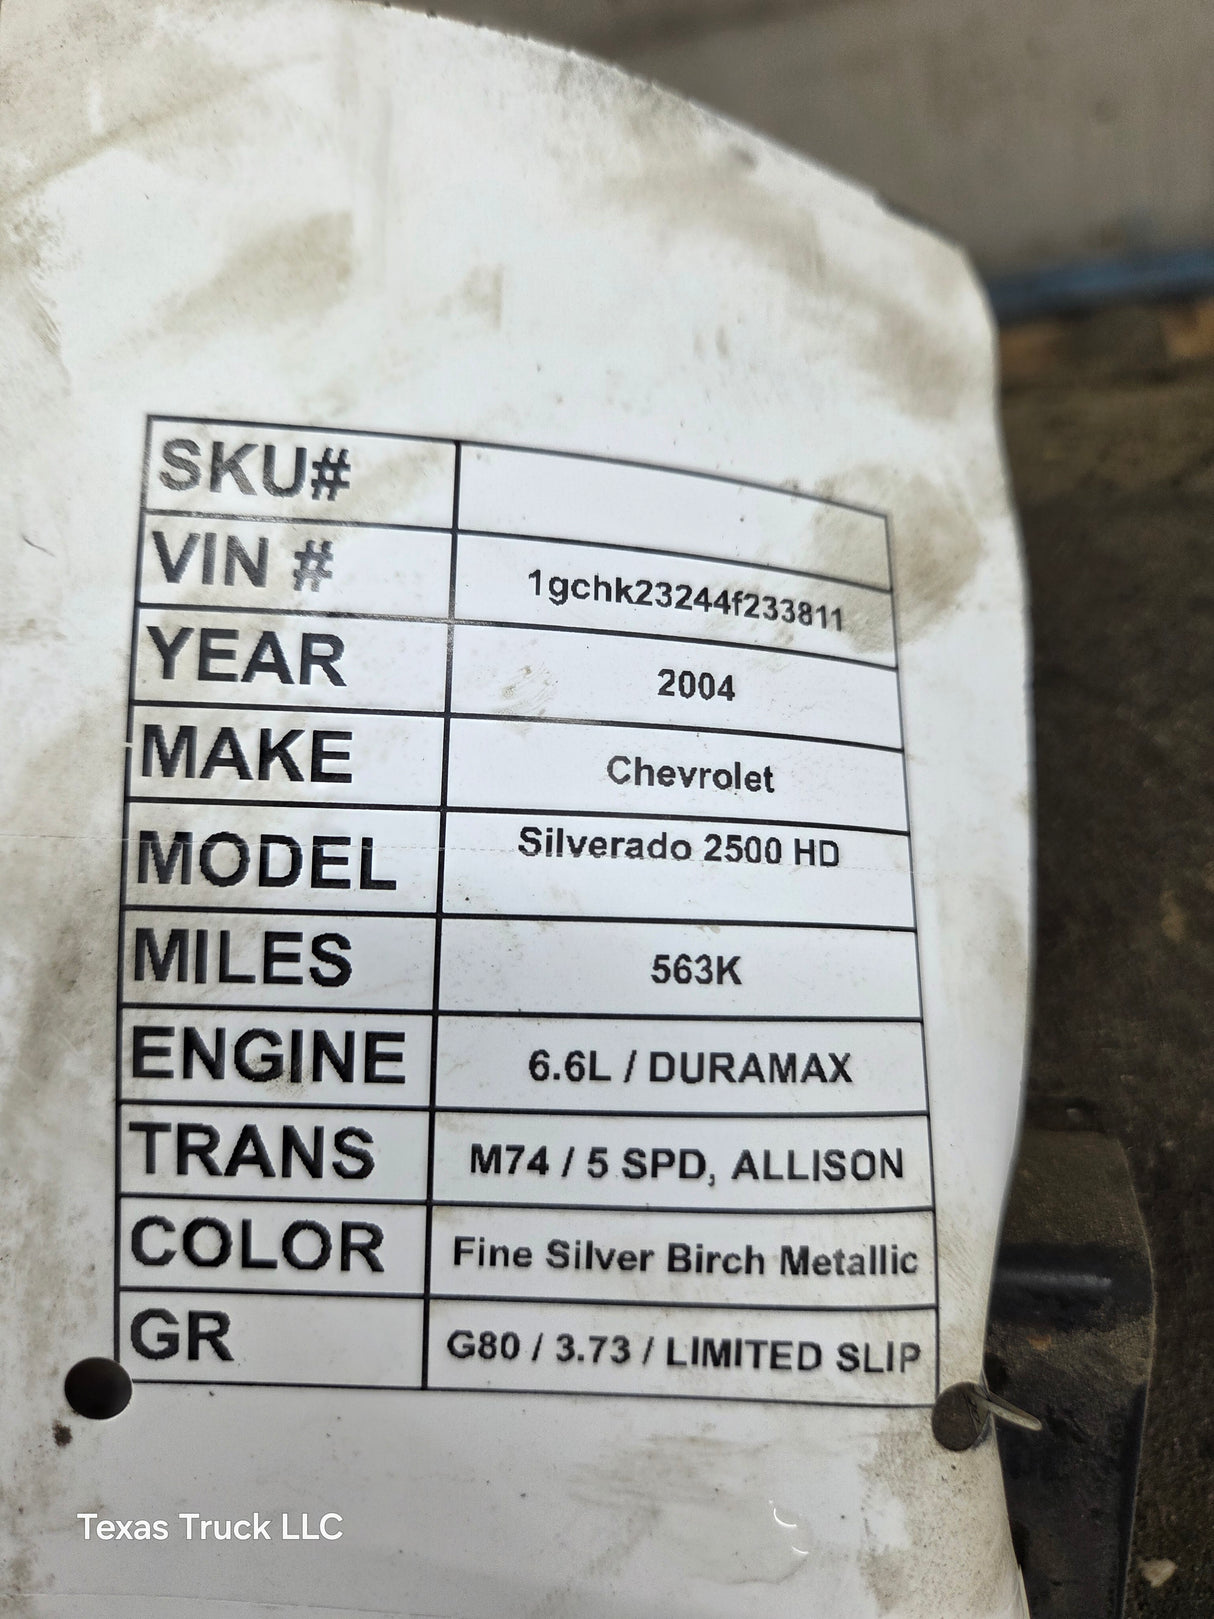 SKU#
VIN # 1gchk23244f233811
YEAR 2004
MAKE Chevrolet
MODEL Silverado 2500 HD
MILES 563K
ENGINE 6.6L / DURAMAX
TRANS M74 / 5 SPD, ALLISON
COLOR Fine Silver Birch Metallic
GR G80 / 3.73 / LIMITED SLIP
Texas Truck LLC